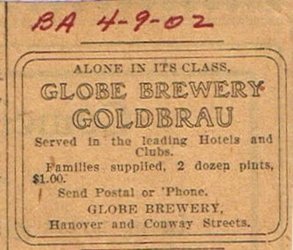 BA 4-9-02
ALONE IN ITS CLASS,
GLOBE BREWERY
GOLDBRAU
Served in the leading Hotels and
Clubs.
Families supplied, 2 dozen pints,
$1.00.
Send Postal or 'Phone.
GLOBE BREWERY,
Hanover and Conway Streets.